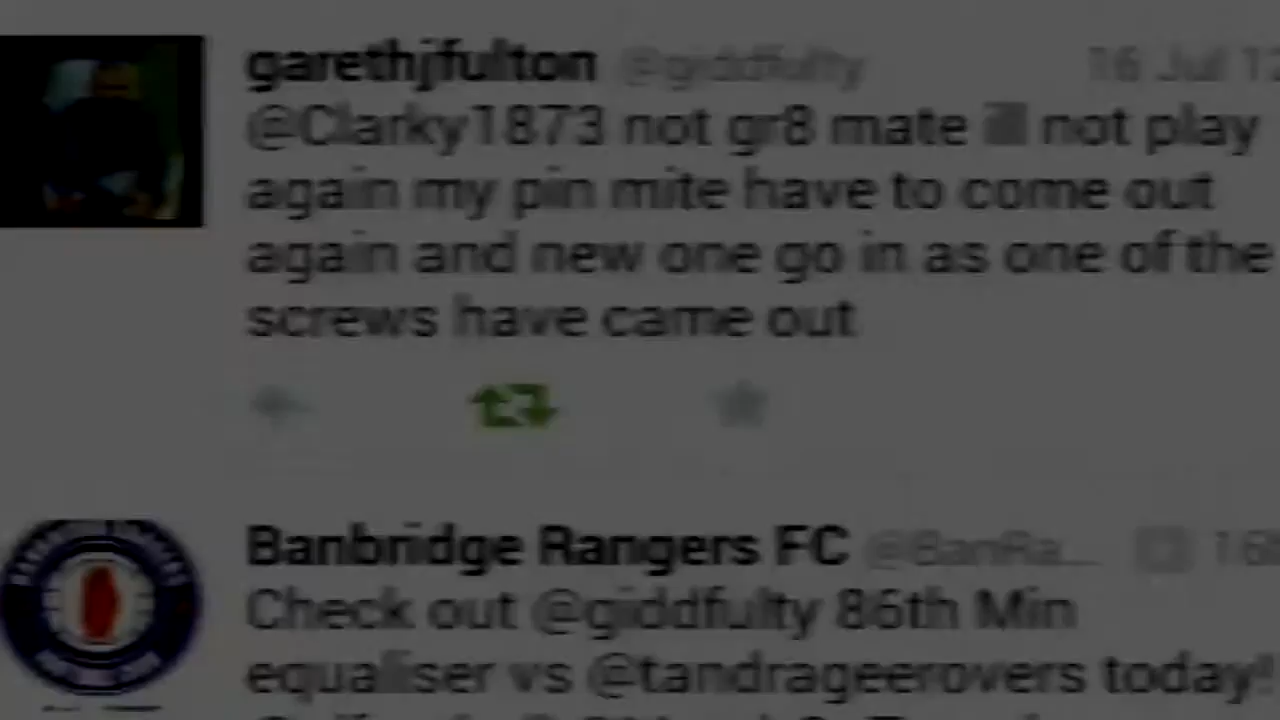 garethjfulton @giddfulty 16 Jul 12
@Clarky1873 not gr8 mate ill not play
again my pin mite have to come out
again and new one go in as one of the
screws have came out
Banbridge Rangers FC @BanRa...
Check out @giddfulty 86th Min
equaliser vs @tandrageerovers today!